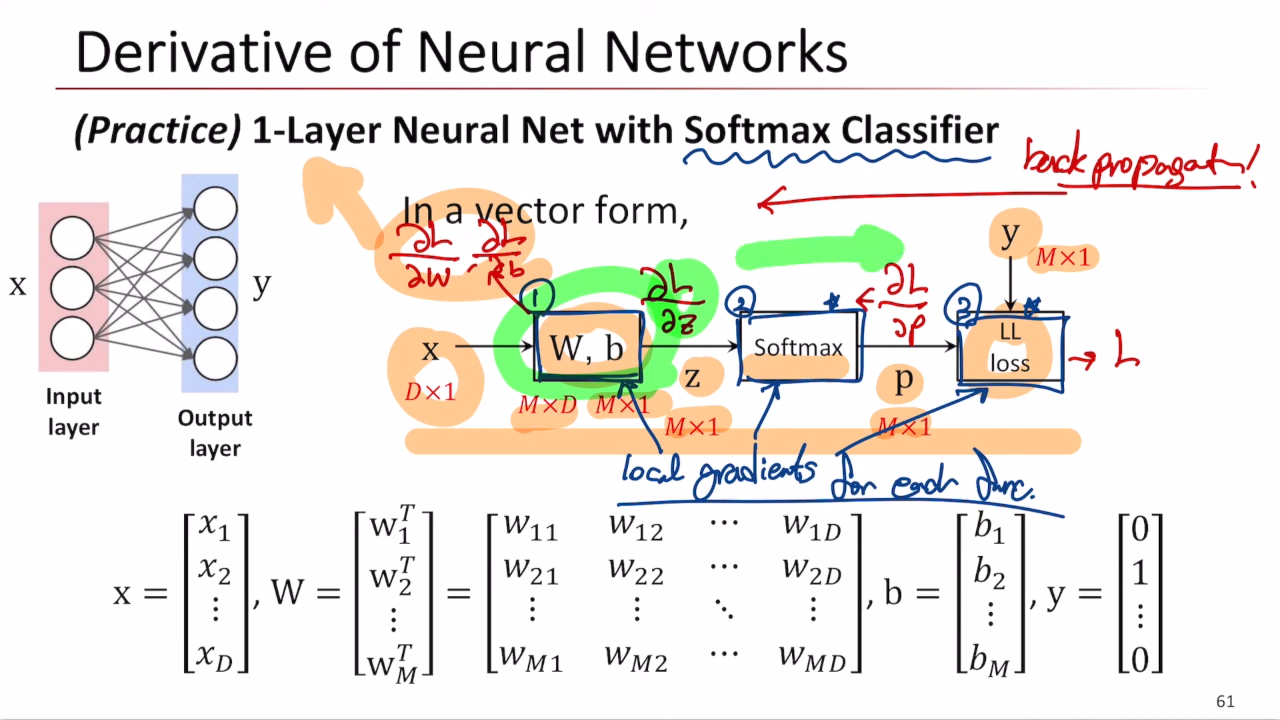 Derivative of Neural Networks
(Practice) 1-Layer Neural Net with Softmax Classifier
back propagat!
In a vector form,
∂L/∂W , ∂L/∂b
∂L/∂z
∂L/∂p
y
M×1
x
y
1
2
3
x
W, b
Softmax
LL
loss
→ L
z
p
D×1
M×D M×1
M×1
M×1
Input
layer
Output
layer
local gradients for each func.
x = [x₁ x₂ ⋮ x_D], W = [w₁ᵀ w₂ᵀ ⋮ w_Mᵀ] = [w₁₁ w₁₂ ⋯ w₁D
w₂₁ w₂₂ ⋯ w₂D
⋮ ⋮ ⋱ ⋮
w_M1 w_M2 ⋯ w_MD], b = [b₁ b₂ ⋮ b_M], y = [0 1 ⋮ 0]
61